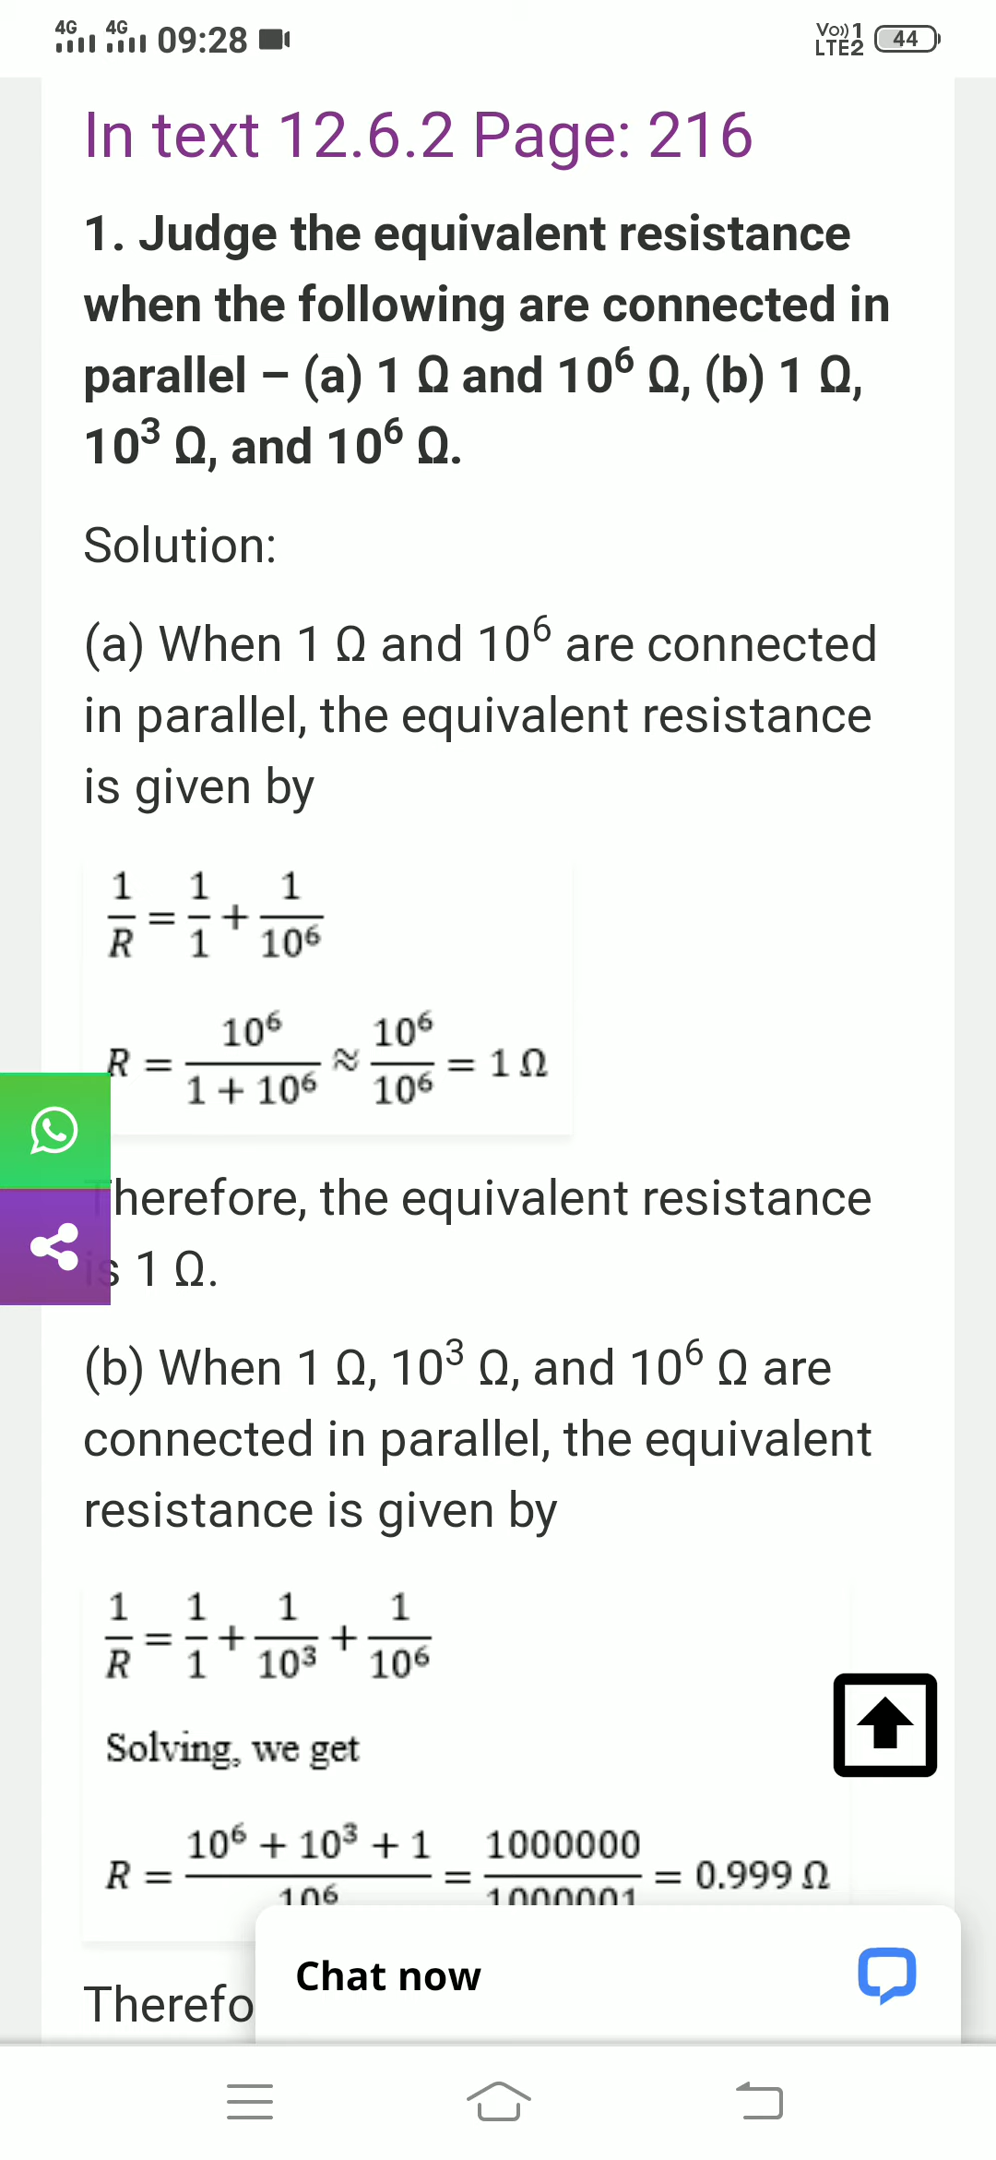 4G 4G 09:28 Vo)) 1 LTE2 44
In text 12.6.2 Page: 216
1. Judge the equivalent resistance
when the following are connected in
parallel – (a) 1 Ω and 10⁶ Ω, (b) 1 Ω,
10³ Ω, and 10⁶ Ω.
Solution:
(a) When 1 Ω and 10⁶ are connected
in parallel, the equivalent resistance
is given by
1/R = 1/1 + 1/10⁶
R = 10⁶/(1 + 10⁶) ≈ 10⁶/10⁶ = 1 Ω
Therefore, the equivalent resistance
is 1 Ω.
(b) When 1 Ω, 10³ Ω, and 10⁶ Ω are
connected in parallel, the equivalent
resistance is given by
1/R = 1/1 + 1/10³ + 1/10⁶
Solving, we get
R = (10⁶ + 10³ + 1)/10⁶ = 1000000/1000001 = 0.999 Ω
Therefo
Chat now